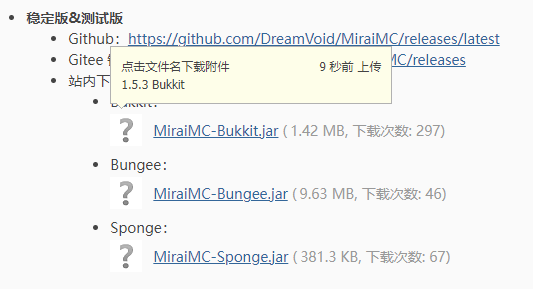 稳定版&测试版
Github：https://github.com/DreamVoid/MiraiMC/releases/latest
Gitee
MC/releases
站内下
点击文件名下载附件 9 秒前 上传
1.5.3 Bukkit
MiraiMC-Bukkit.jar ( 1.42 MB, 下载次数: 297)
Bungee：
MiraiMC-Bungee.jar ( 9.63 MB, 下载次数: 46)
Sponge：
MiraiMC-Sponge.jar ( 381.3 KB, 下载次数: 67)